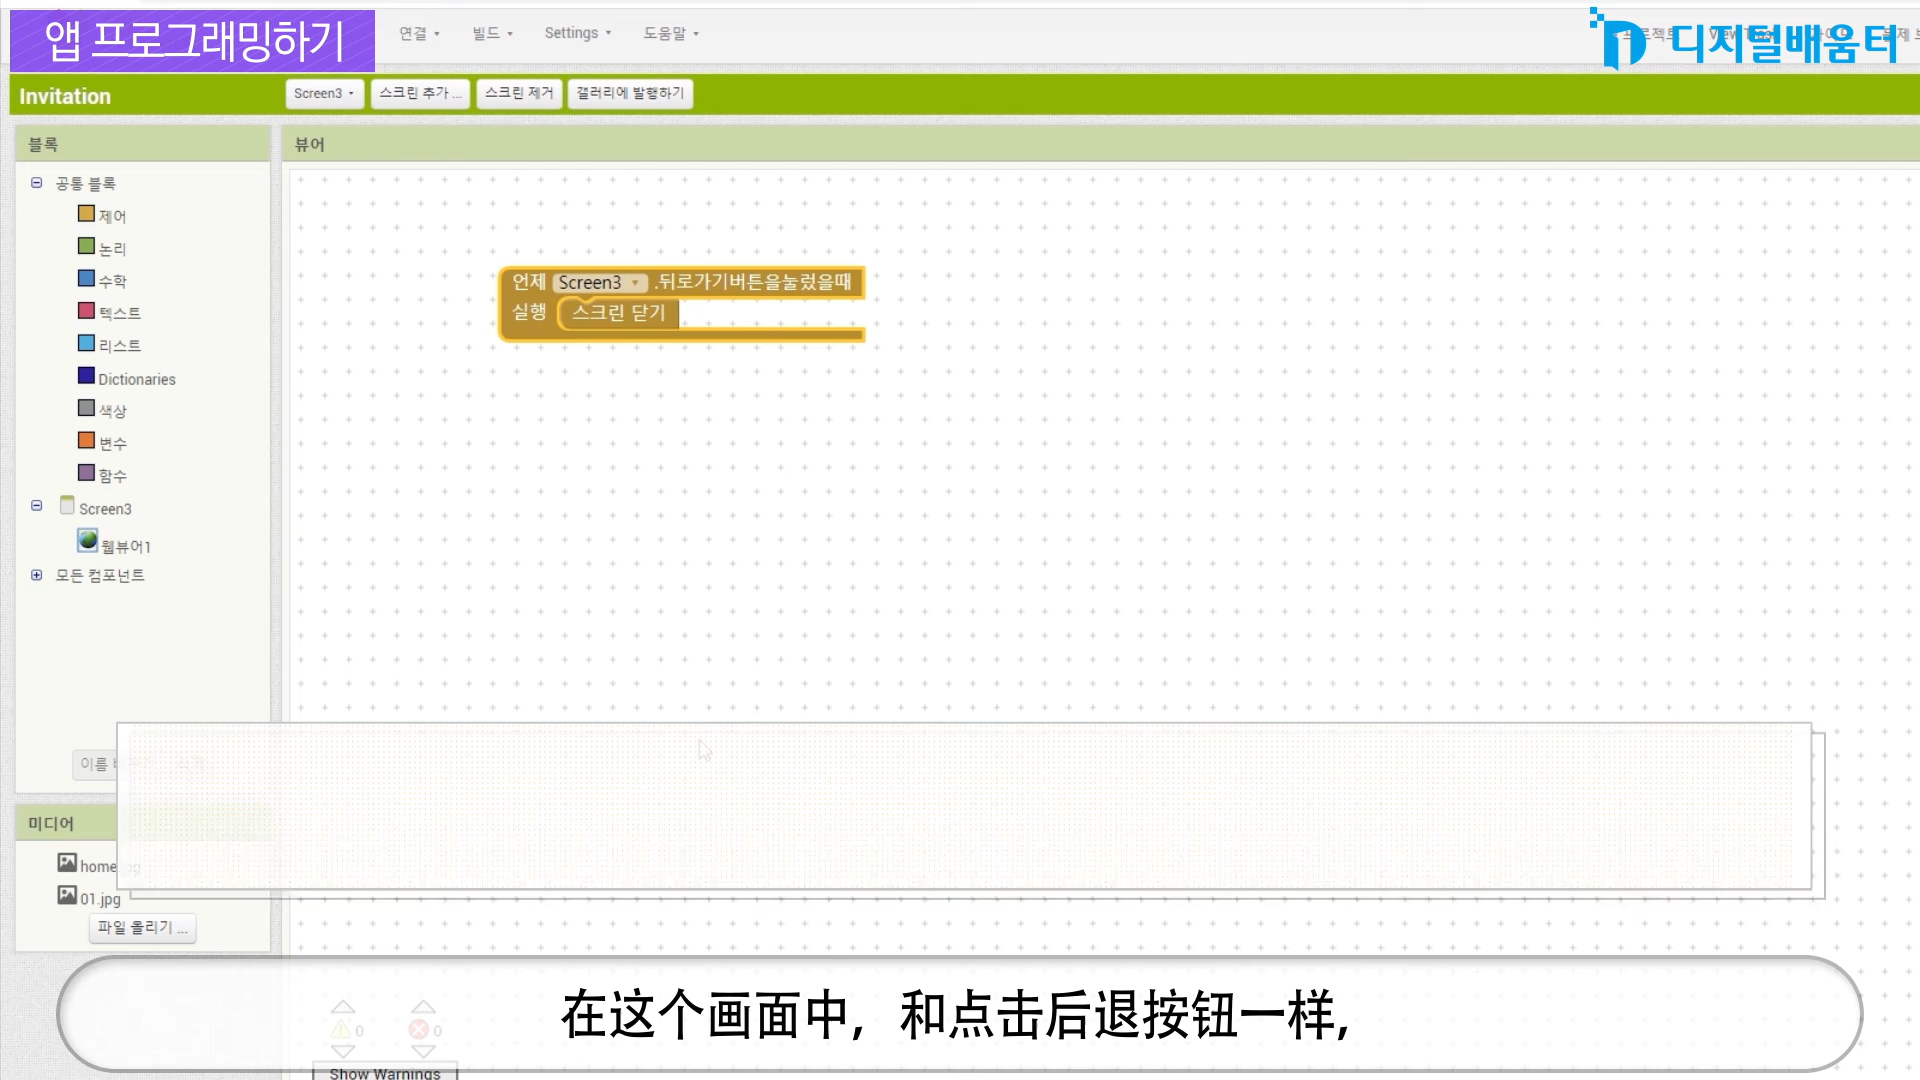 앱 프로그래밍하기
연결
빌드
Settings
도움말
디지털배움터
Invitation
Screen3
스크린 추가 ...
스크린 제거
갤러리에 발행하기
블록
뷰어
공통 블록
제어
논리
수학
텍스트
리스트
Dictionaries
색상
변수
함수
Screen3
웹뷰어1
모든 컴포넌트
언제 Screen3 .뒤로가기버튼을눌렀을때
실행 스크린 닫기
이름
미디어
home
01.jpg
파일 올리기 ...
在这个画面中，和点击后退按钮一样,
0
0
Show Warnings